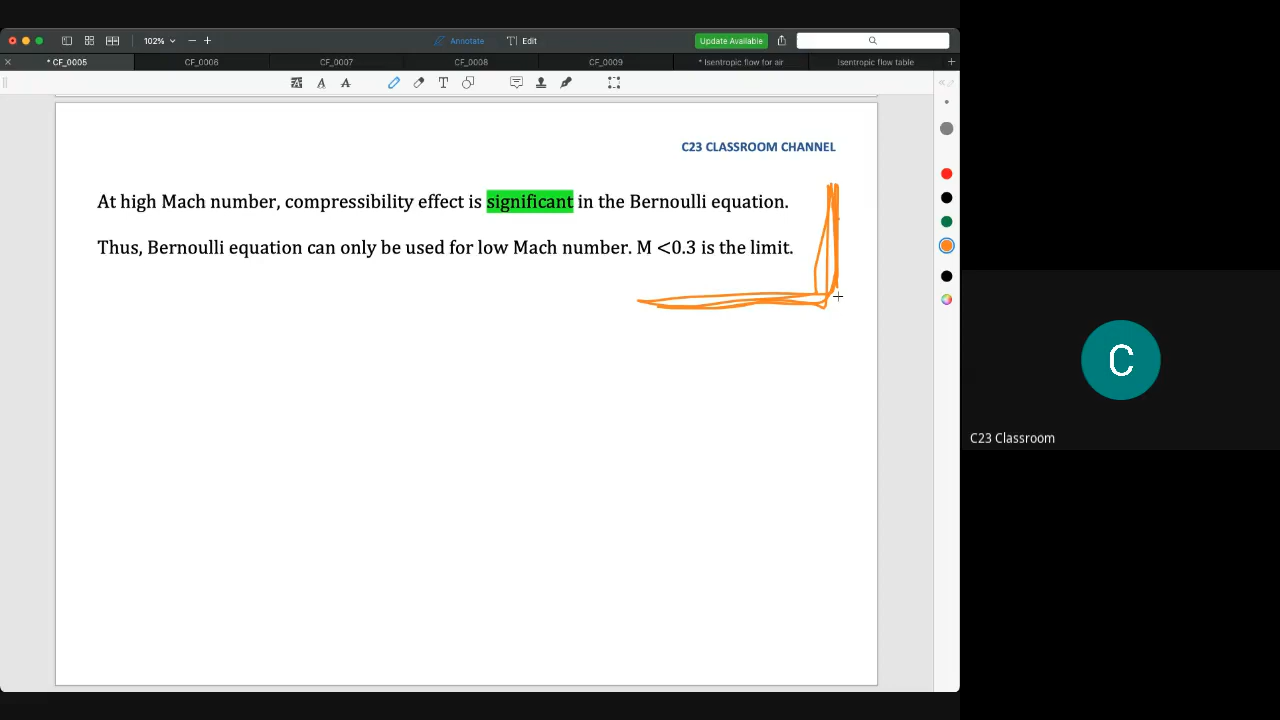 102%
Annotate
Edit
Update Available
* CF_0005
CF_0006
CF_0007
CF_0008
CF_0009
* Isentropic flow for air
Isentropic flow table
C23 CLASSROOM CHANNEL
At high Mach number, compressibility effect is significant in the Bernoulli equation.
Thus, Bernoulli equation can only be used for low Mach number. M <0.3 is the limit.
C
C23 Classroom